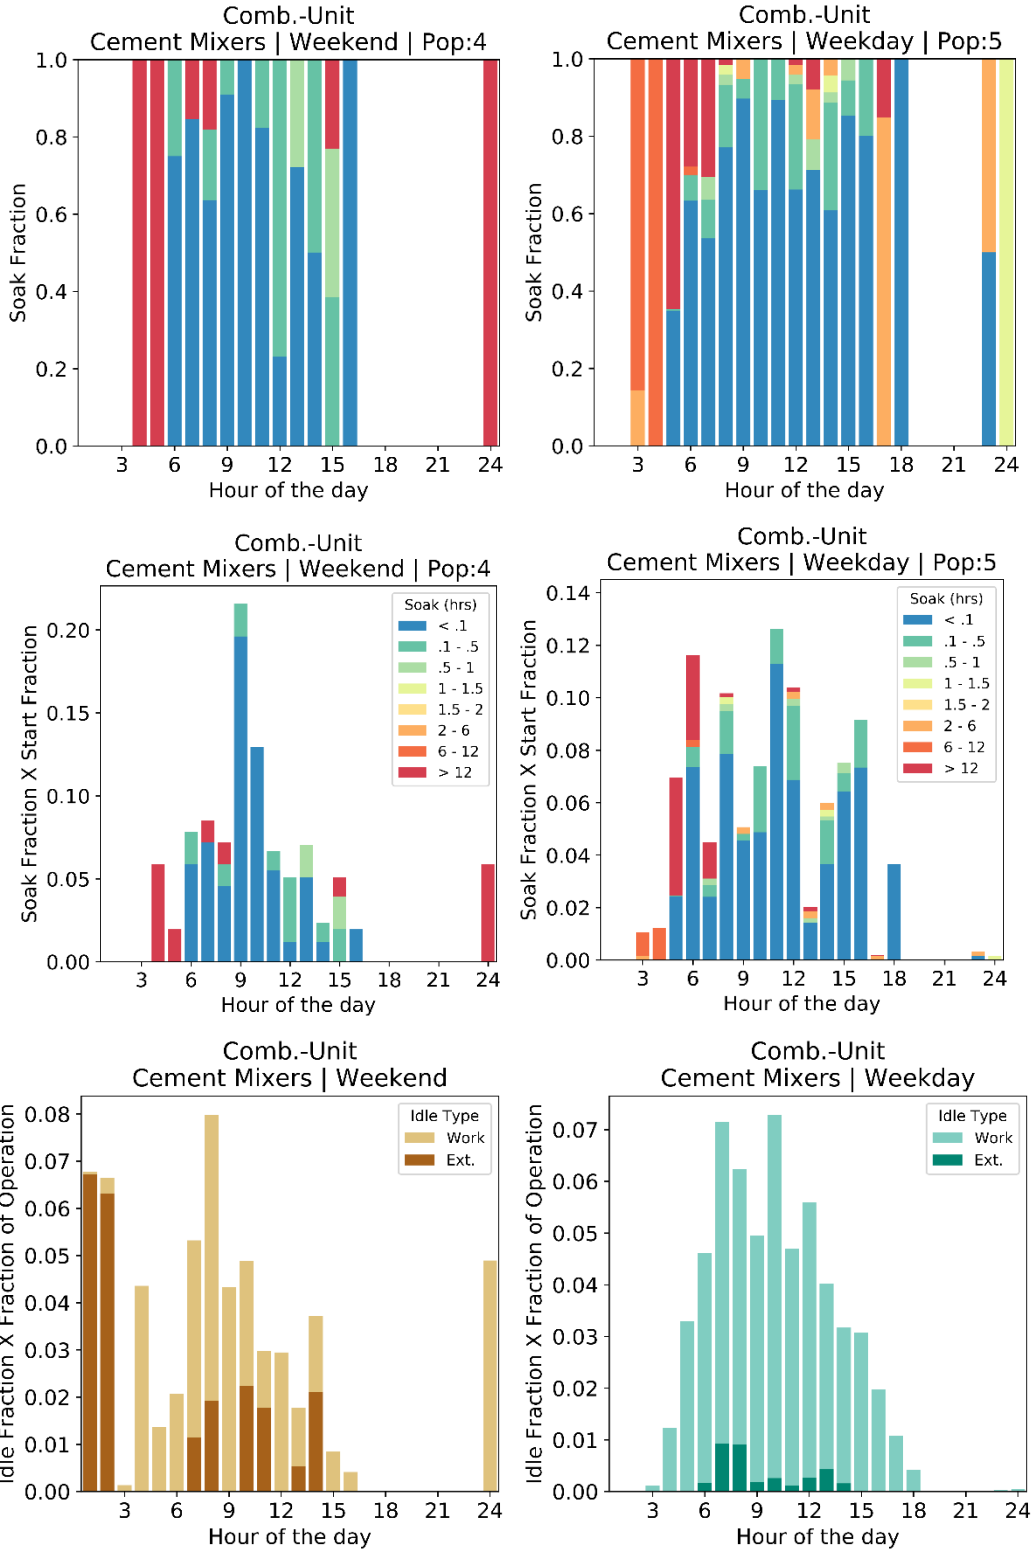 Comb.-Unit
Cement Mixers | Weekend | Pop:4
Soak Fraction
1.0
0.8
0.6
0.4
0.2
0.0
3 6 9 12 15 18 21 24
Hour of the day
Comb.-Unit
Cement Mixers | Weekday | Pop:5
Soak Fraction
1.0
0.8
0.6
0.4
0.2
0.0
3 6 9 12 15 18 21 24
Hour of the day
Comb.-Unit
Cement Mixers | Weekend | Pop:4
Soak Fraction X Start Fraction
0.20
0.15
0.10
0.05
0.00
Soak (hrs)
< .1
.1 - .5
.5 - 1
1 - 1.5
1.5 - 2
2 - 6
6 - 12
> 12
3 6 9 12 15 18 21 24
Hour of the day
Comb.-Unit
Cement Mixers | Weekday | Pop:5
Soak Fraction X Start Fraction
0.14
0.12
0.10
0.08
0.06
0.04
0.02
0.00
Soak (hrs)
< .1
.1 - .5
.5 - 1
1 - 1.5
1.5 - 2
2 - 6
6 - 12
> 12
3 6 9 12 15 18 21 24
Hour of the day
Comb.-Unit
Cement Mixers | Weekend
Idle Fraction X Fraction of Operation
0.08
0.07
0.06
0.05
0.04
0.03
0.02
0.01
0.00
Idle Type
Work
Ext.
3 6 9 12 15 18 21 24
Hour of the day
Comb.-Unit
Cement Mixers | Weekday
Idle Fraction X Fraction of Operation
0.07
0.06
0.05
0.04
0.03
0.02
0.01
0.00
Idle Type
Work
Ext.
3 6 9 12 15 18 21 24
Hour of the day